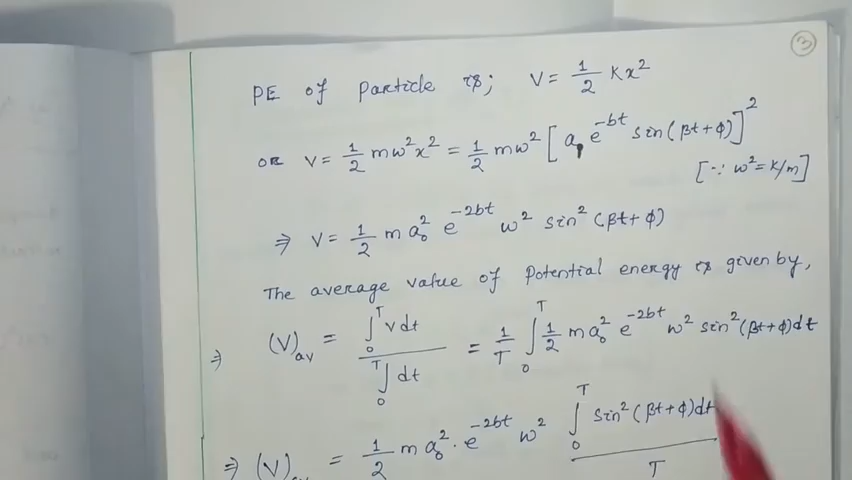 3
PE of Particle is; V = 1/2 Kx²
OR V = 1/2 mω²x² = 1/2 mω² [a₀e^{-bt} sin(βt+φ)]²
[∵ ω² = K/m]
⇒ V = 1/2 m a₀² e^{-2bt} ω² sin²(βt+φ)
The average value of Potential energy is given by,
⇒ (V)av = ∫₀ᵀ V dt / ∫₀ᵀ dt = 1/T ∫₀ᵀ 1/2 m a₀² e^{-2bt} ω² sin²(βt+φ)dt
⇒ (V)av = 1/2 m a₀² · e^{-2bt} ω² ∫₀ᵀ sin²(βt+φ)dt / T